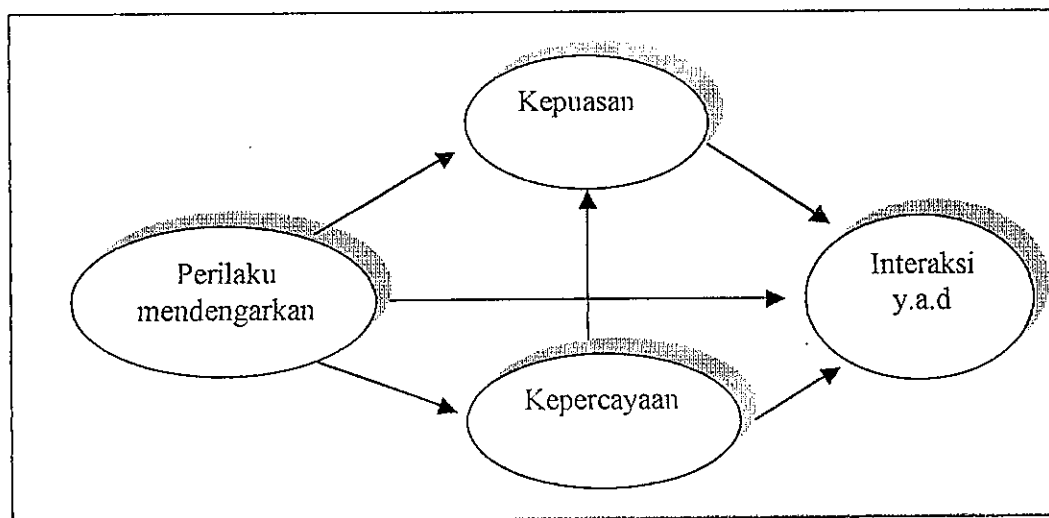 Kepuasan
Perilaku
mendengarkan
Interaksi
y.a.d
Kepercayaan